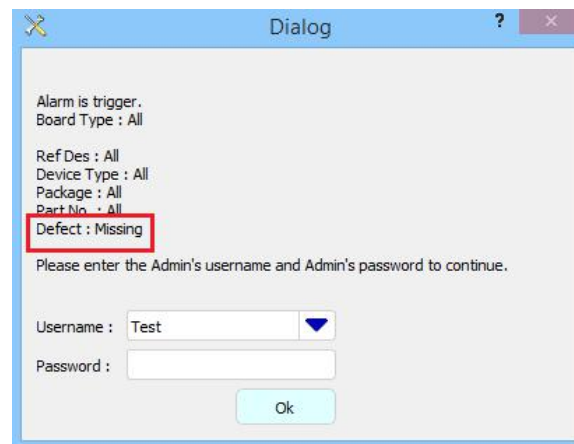 Dialog
?
×
Alarm is trigger.
Board Type : All
Ref Des : All
Device Type : All
Package : All
Part No. : All
Defect : Missing
Please enter the Admin's username and Admin's password to continue.
Username : Test
Password :
Ok